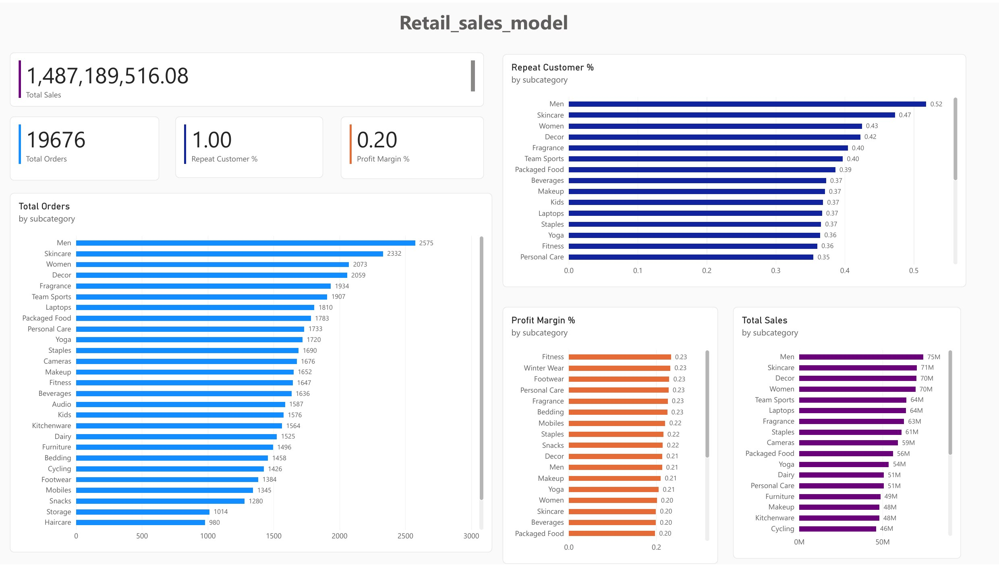 Retail_sales_model
1,487,189,516.08
Total Sales
19676
Total Orders
1.00
Repeat Customer %
0.20
Profit Margin %
Total Orders
by subcategory
Men 2575
Skincare 2332
Women 2073
Decor 2059
Fragrance 1934
Team Sports 1907
Laptops 1810
Packaged Food 1783
Personal Care 1733
Yoga 1720
Staples 1690
Cameras 1676
Makeup 1652
Fitness 1647
Beverages 1636
Audio 1587
Kids 1576
Kitchenware 1564
Dairy 1525
Furniture 1496
Bedding 1458
Cycling 1426
Footwear 1384
Mobiles 1345
Snacks 1280
Storage 1014
Haircare 980
0 500 1000 1500 2000 2500 3000
Repeat Customer %
by subcategory
Men 0.52
Skincare 0.47
Women 0.43
Decor 0.42
Fragrance 0.40
Team Sports 0.40
Packaged Food 0.39
Beverages 0.37
Makeup 0.37
Kids 0.37
Laptops 0.37
Staples 0.37
Yoga 0.36
Fitness 0.36
Personal Care 0.35
0.0 0.1 0.2 0.3 0.4 0.5
Profit Margin %
by subcategory
Fitness 0.23
Winter Wear 0.23
Footwear 0.23
Personal Care 0.23
Fragrance 0.23
Bedding 0.23
Mobiles 0.22
Staples 0.22
Snacks 0.22
Decor 0.21
Men 0.21
Makeup 0.21
Yoga 0.21
Women 0.20
Skincare 0.20
Beverages 0.20
Packaged Food 0.20
0.0 0.2
Total Sales
by subcategory
Men 75M
Skincare 71M
Decor 70M
Women 70M
Team Sports 64M
Laptops 64M
Fragrance 63M
Staples 61M
Cameras 59M
Packaged Food 56M
Yoga 54M
Dairy 51M
Personal Care 51M
Furniture 49M
Makeup 48M
Kitchenware 48M
Cycling 46M
0M 50M